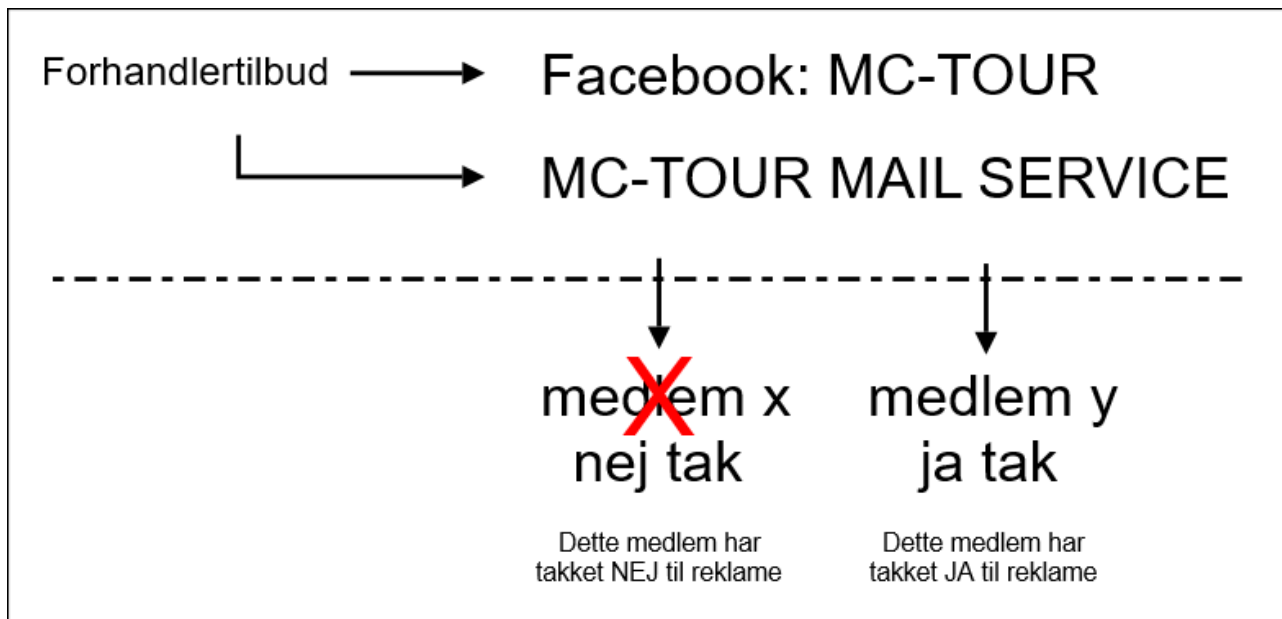 Forhandlertilbud
Facebook: MC-TOUR
MC-TOUR MAIL SERVICE
medlem x
nej tak
Dette medlem har
takket NEJ til reklame
medlem y
ja tak
Dette medlem har
takket JA til reklame